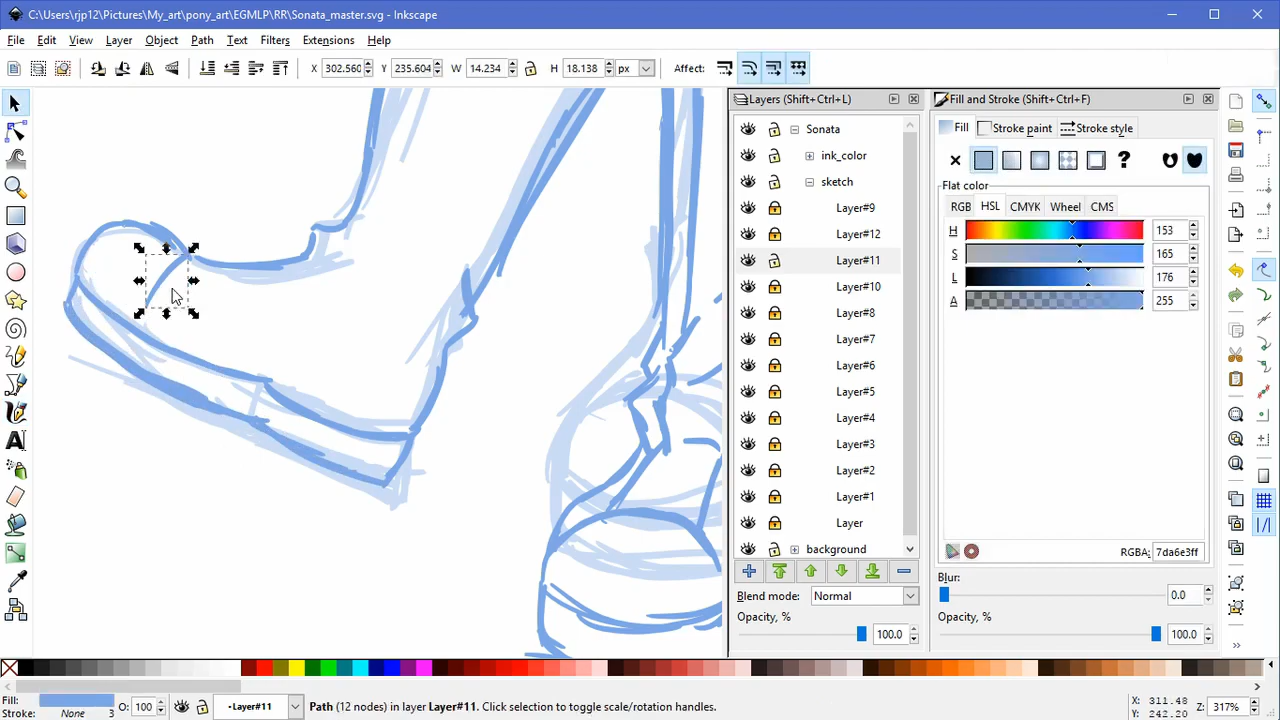 C:\Users\rjp12\Pictures\My_art\pony_art\EGMLP\RR\Sonata_master.svg - Inkscape
File Edit View Layer Object Path Text Filters Extensions Help
X 302.560 Y 235.604 W 14.234 H 18.138 px Affect:
Layers (Shift+Ctrl+L)
Fill and Stroke (Shift+Ctrl+F)
Sonata
ink_color
sketch
Layer#9
Layer#12
Layer#11
Layer#10
Layer#8
Layer#7
Layer#6
Layer#5
Layer#4
Layer#3
Layer#2
Layer#1
Layer
background
Blend mode: Normal
Opacity, %
100.0
Fill Stroke paint Stroke style
?
Flat color
RGB HSL CMYK Wheel CMS
H 153
S 165
L 176
A 255
RGBA: 7da6e3ff
Blur:
0.0
Opacity, %
100.0
Fill:
Stroke: None 3
O: 100
•Layer#11
Path (12 nodes) in layer Layer#11. Click selection to toggle scale/rotation handles.
X: 311.48
Y: 242.20
Z: 317%